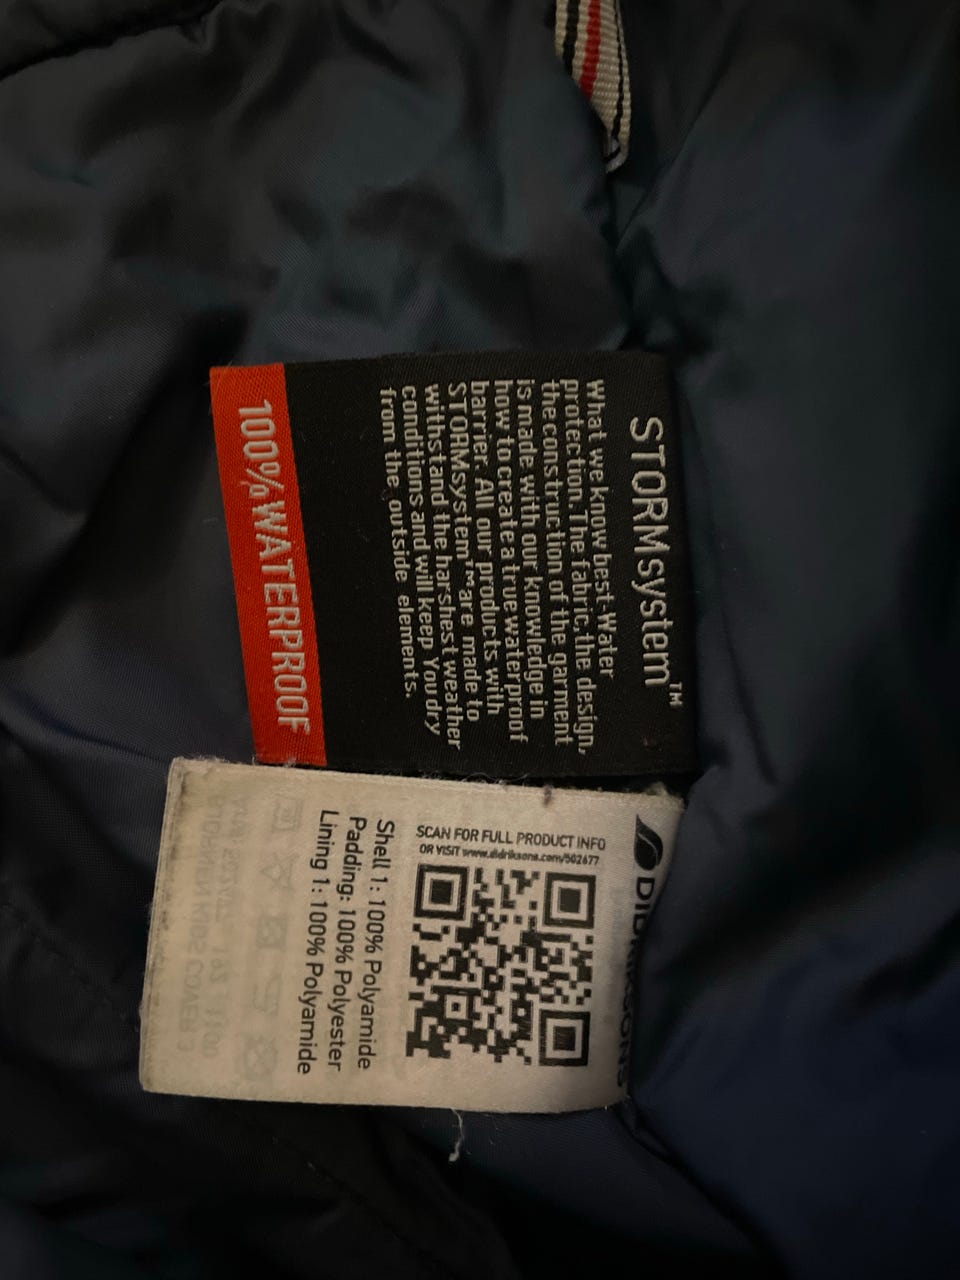 STORMsystem™
What we know best-Water
protection. The fabric, the design,
the construction of the garment
is made with our knowledge in
how to create a true waterproof
barrier. All our products with
STORMsystem™ are made to
withstand the harshest weather
conditions and will keep You dry
from the outside elements.
100% WATERPROOF
DIDRIKSONS
SCAN FOR FULL PRODUCT INFO
OR VISIT www.didriksons.com/502677
Shell 1: 100% Polyamide
Padding: 100% Polyester
Lining 1: 100% Polyamide